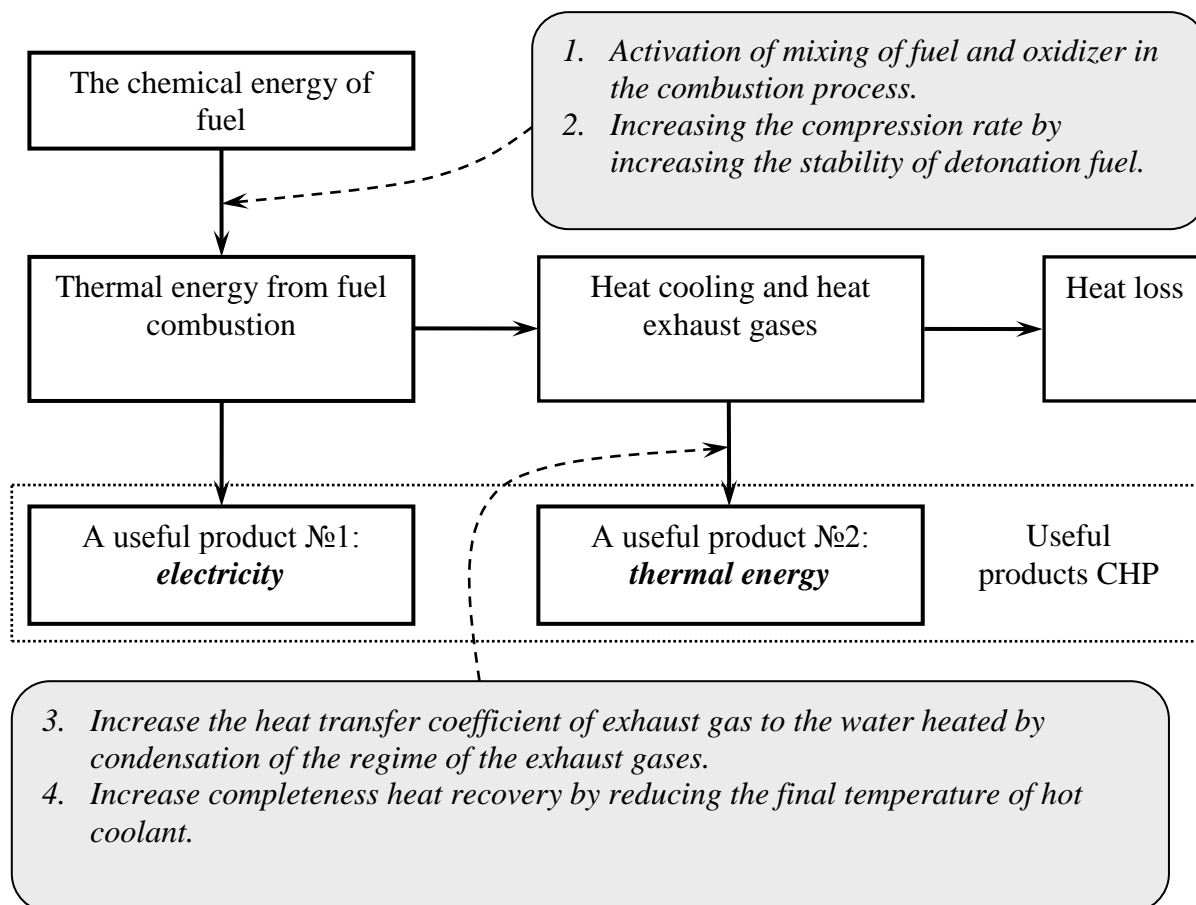 The chemical energy of
fuel
1. Activation of mixing of fuel and oxidizer in
the combustion process.
2. Increasing the compression rate by
increasing the stability of detonation fuel.
Thermal energy from fuel
combustion
Heat cooling and heat
exhaust gases
Heat loss
A useful product №1:
electricity
A useful product №2:
thermal energy
Useful
products CHP
3. Increase the heat transfer coefficient of exhaust gas to the water heated by
condensation of the regime of the exhaust gases.
4. Increase completeness heat recovery by reducing the final temperature of hot
coolant.